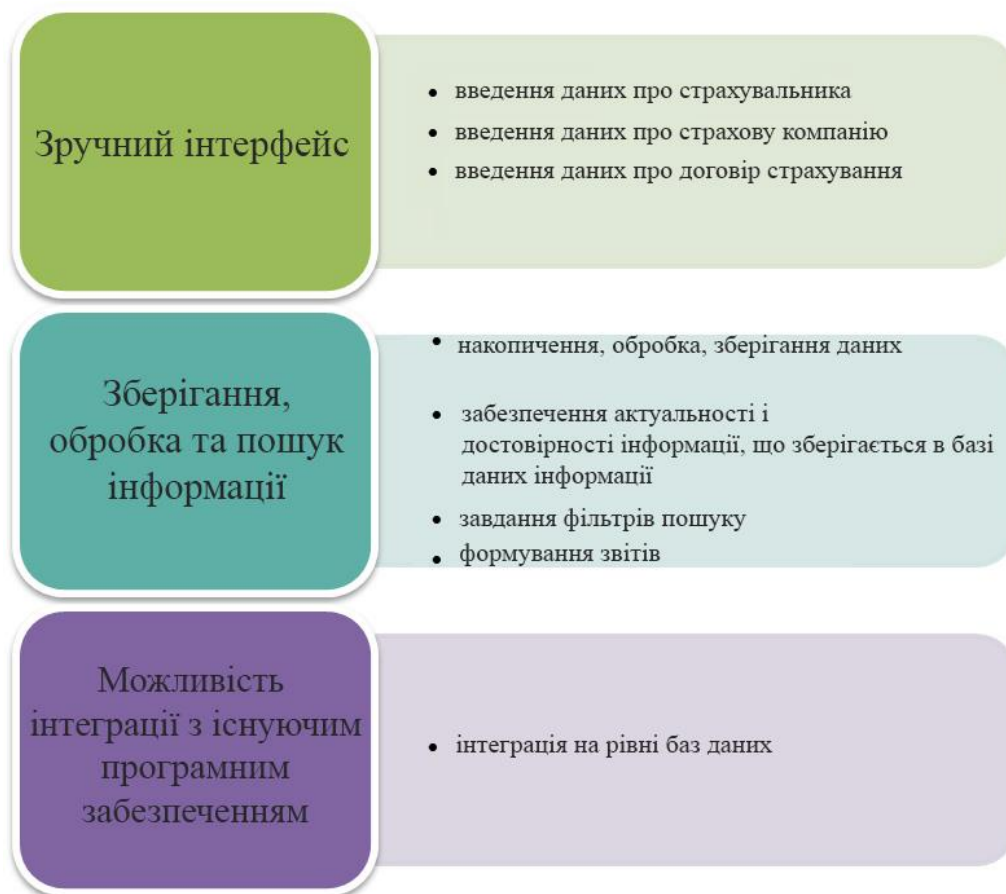 Зручний інтерфейс
• введення даних про страхувальника
• введення даних про страхову компанію
• введення даних про договір страхування
Зберігання,
обробка та пошук
інформації
• накопичення, обробка, зберігання даних
• забезпечення актуальності і
достовірності інформації, що зберігається в базі
даних інформації
• завдання фільтрів пошуку
• формування звітів
Можливість
інтеграції з існуючим
програмним
забезпеченням
• інтеграція на рівні баз даних